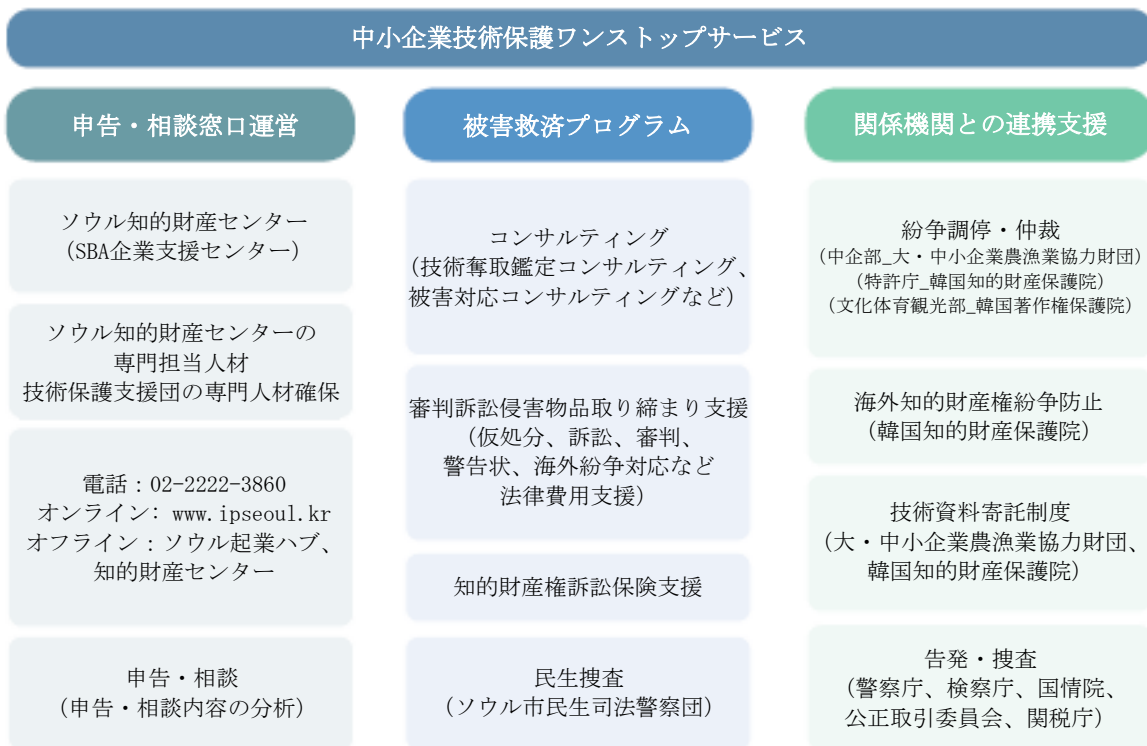 中小企業技術保護ワンストップサービス
申告・相談窓口運営
ソウル知的財産センター
(SBA企業支援センター)
ソウル知的財産センターの
専門担当人材
技術保護支援団の専門人材確保
電話：02-2222-3860
オンライン: www.ipseoul.kr
オフライン：ソウル起業ハブ、
知的財産センター
申告・相談
(申告・相談内容の分析)
被害救済プログラム
コンサルティング
(技術奪取鑑定コンサルティング、
被害対応コンサルティングなど)
審判訴訟侵害物品取り締まり支援
(仮処分、訴訟、審判、
警告状、海外紛争対応など
法律費用支援)
知的財産権訴訟保険支援
民生捜査
(ソウル市民生司法警察団)
関係機関との連携支援
紛争調停・仲裁
(中企部_大・中小企業農漁業協力財団)
(特許庁_韓国知的財産保護院)
(文化体育観光部_韓国著作権保護院)
海外知的財産権紛争防止
(韓国知的財産保護院)
技術資料寄託制度
(大・中小企業農漁業協力財団、
韓国知的財産保護院)
告発・捜査
(警察庁、検察庁、国情院、
公正取引委員会、関税庁)